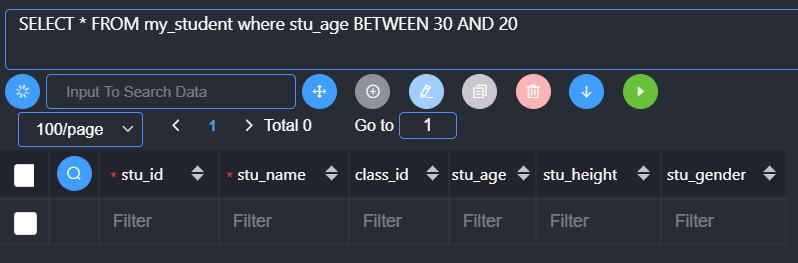 SELECT * FROM my_student where stu_age BETWEEN 30 AND 20
Input To Search Data
100/page 1 Total 0 Go to 1
* stu_id * stu_name class_id stu_age stu_height stu_gender
Filter Filter Filter Filter Filter Filter